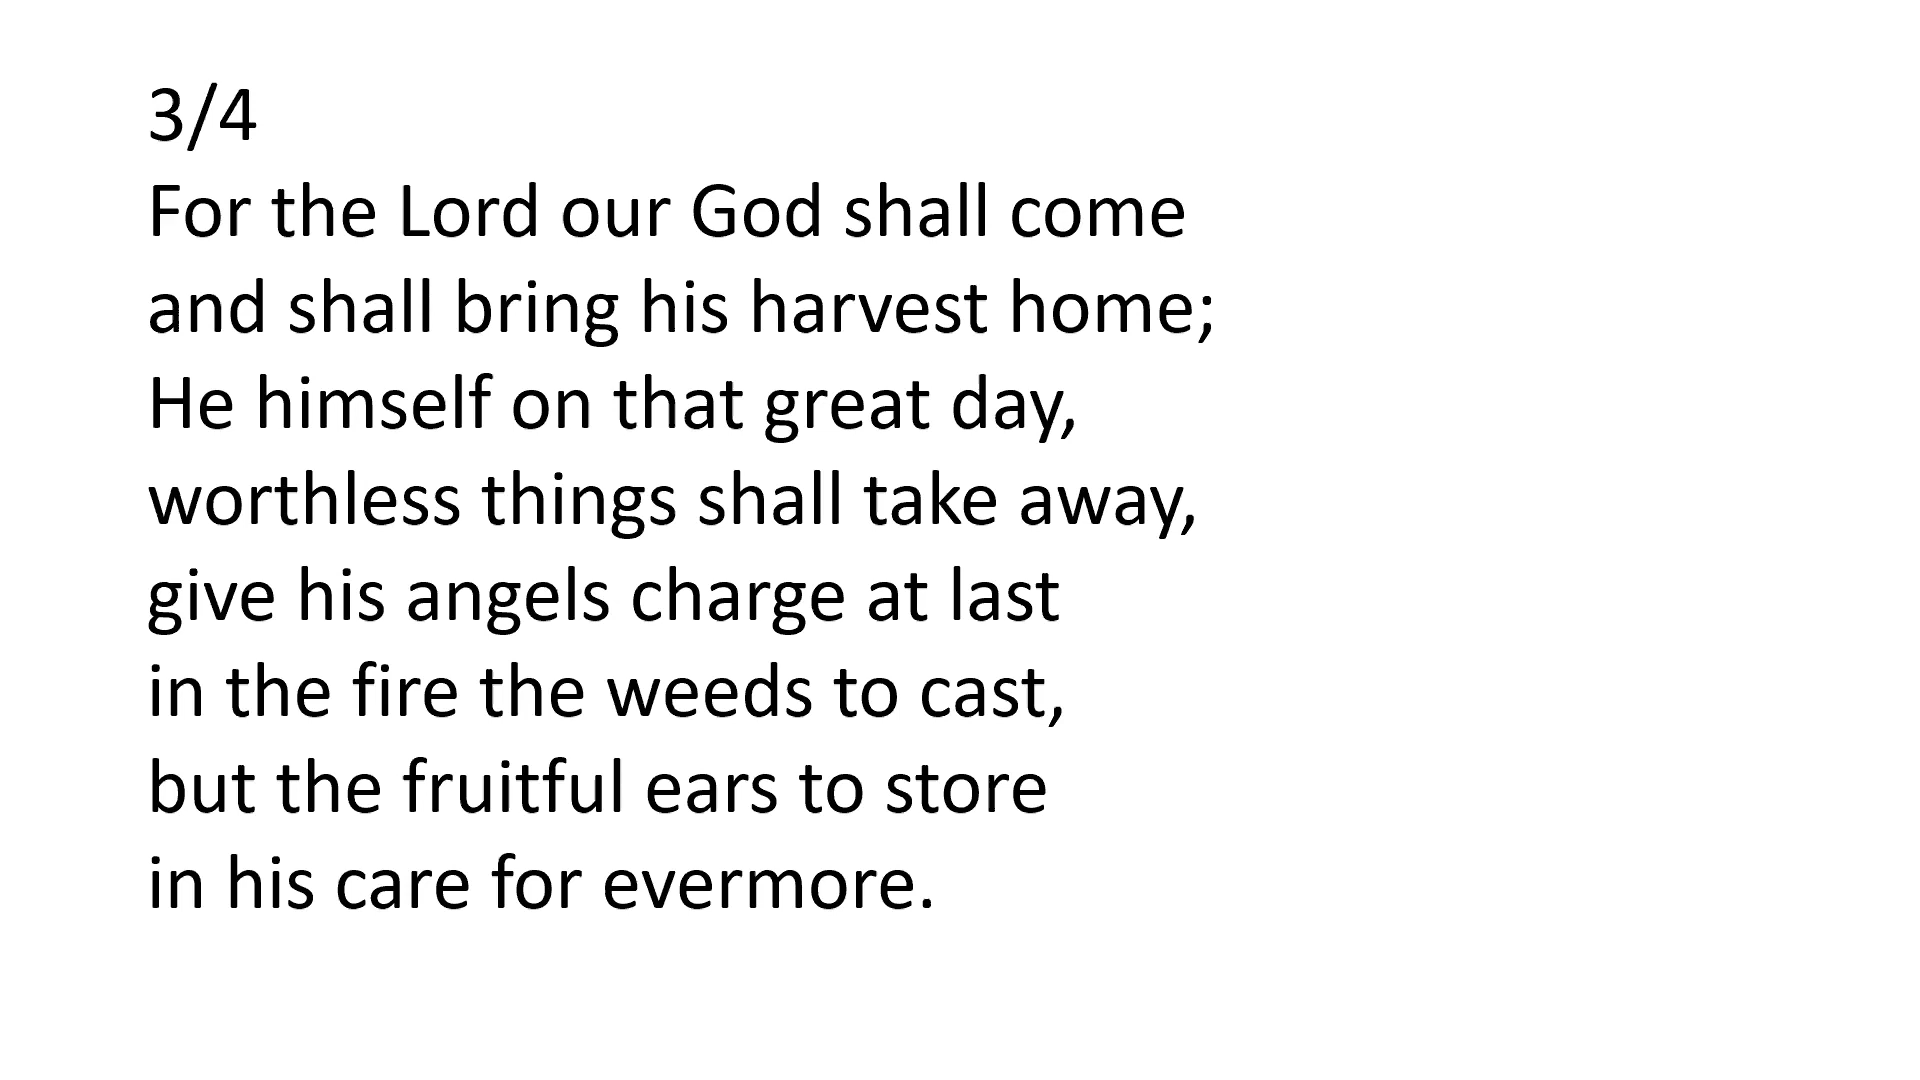 3/4
For the Lord our God shall come
and shall bring his harvest home;
He himself on that great day,
worthless things shall take away,
give his angels charge at last
in the fire the weeds to cast,
but the fruitful ears to store
in his care for evermore.